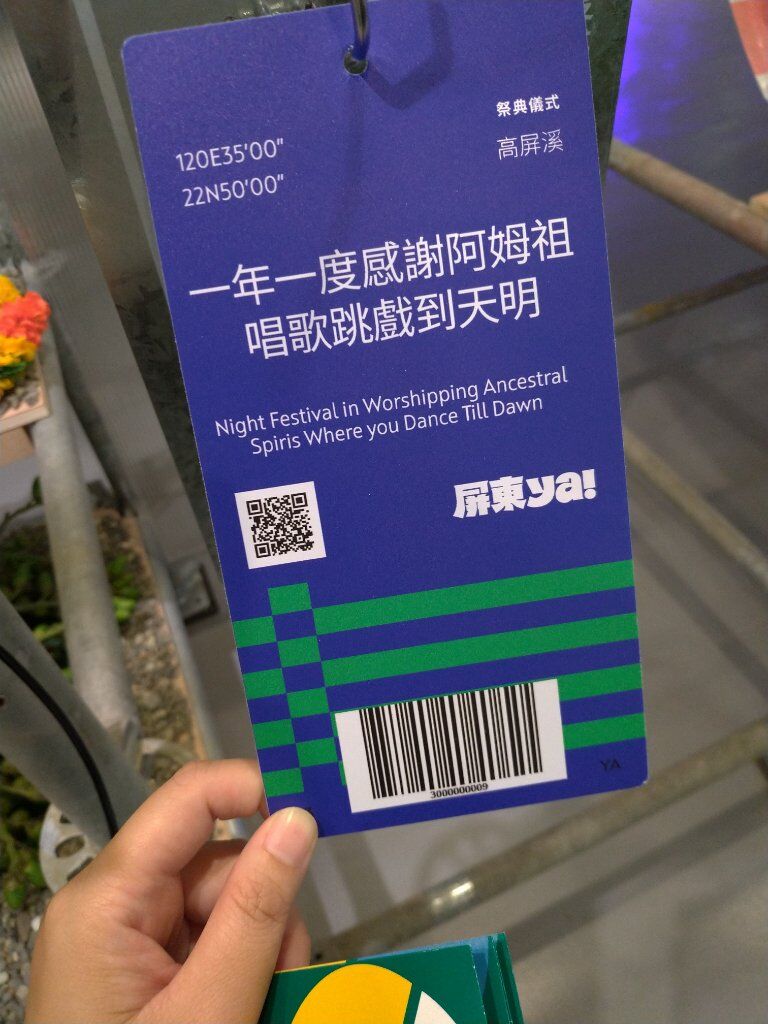 祭典儀式
高屏溪
120E35'00"
22N50'00"
一年一度感謝阿姆祖
唱歌跳戲到天明
Night Festival in Worshipping Ancestral
Spiris Where you Dance Till Dawn
屏東ya!
3000000009
YA